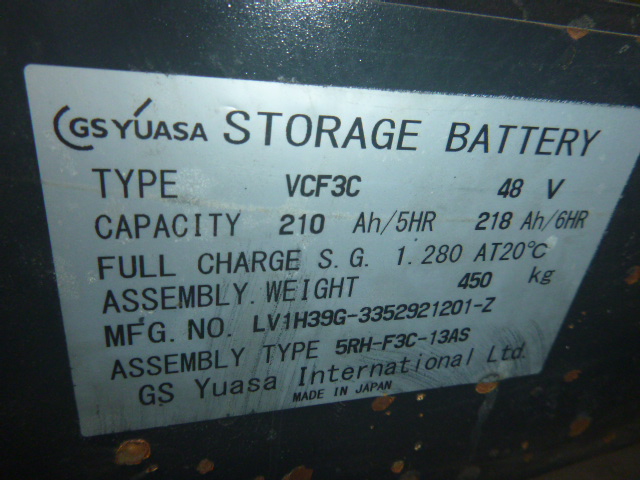 GS YUASA STORAGE BATTERY
TYPE VCF3C 48 V
CAPACITY 210 Ah/5HR 218 Ah/6HR
FULL CHARGE S.G. 1.280 AT20℃
ASSEMBLY.WEIGHT 450 kg
MFG. NO. LV1H39G-3352921201-Z
ASSEMBLY TYPE 5RH-F3C-13AS
GS Yuasa International Ltd.
MADE IN JAPAN